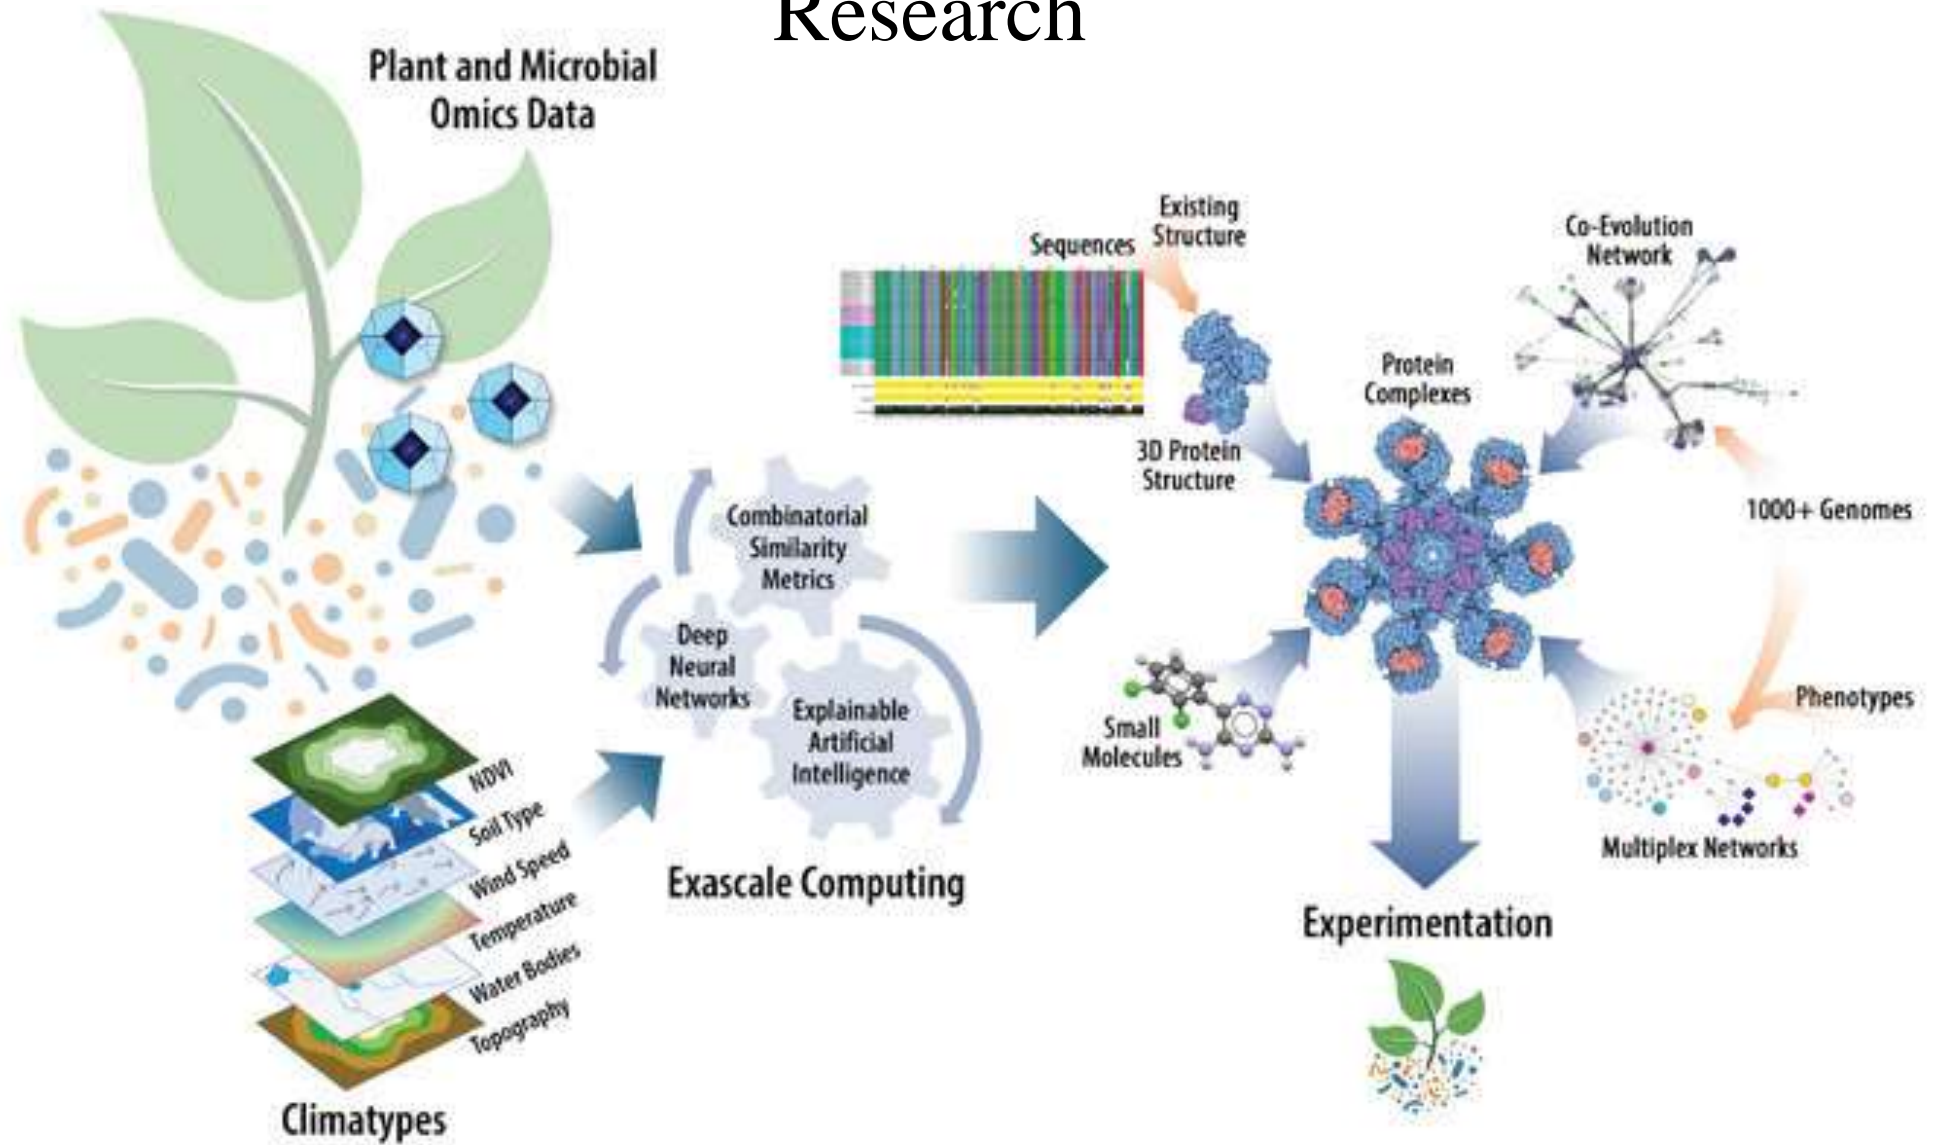 Research
Plant and Microbial
Omics Data
Existing
Structure
Sequences
Co-Evolution
Network
Protein
Complexes
3D Protein
Structure
1000+ Genomes
Combinatorial
Similarity
Metrics
Deep
Neural
Networks
Explainable
Artificial
Intelligence
Exascale Computing
Small
Molecules
Phenotypes
Multiplex Networks
NDVI
Soil Type
Wind Speed
Temperature
Water Bodies
Topography
Climatypes
Experimentation